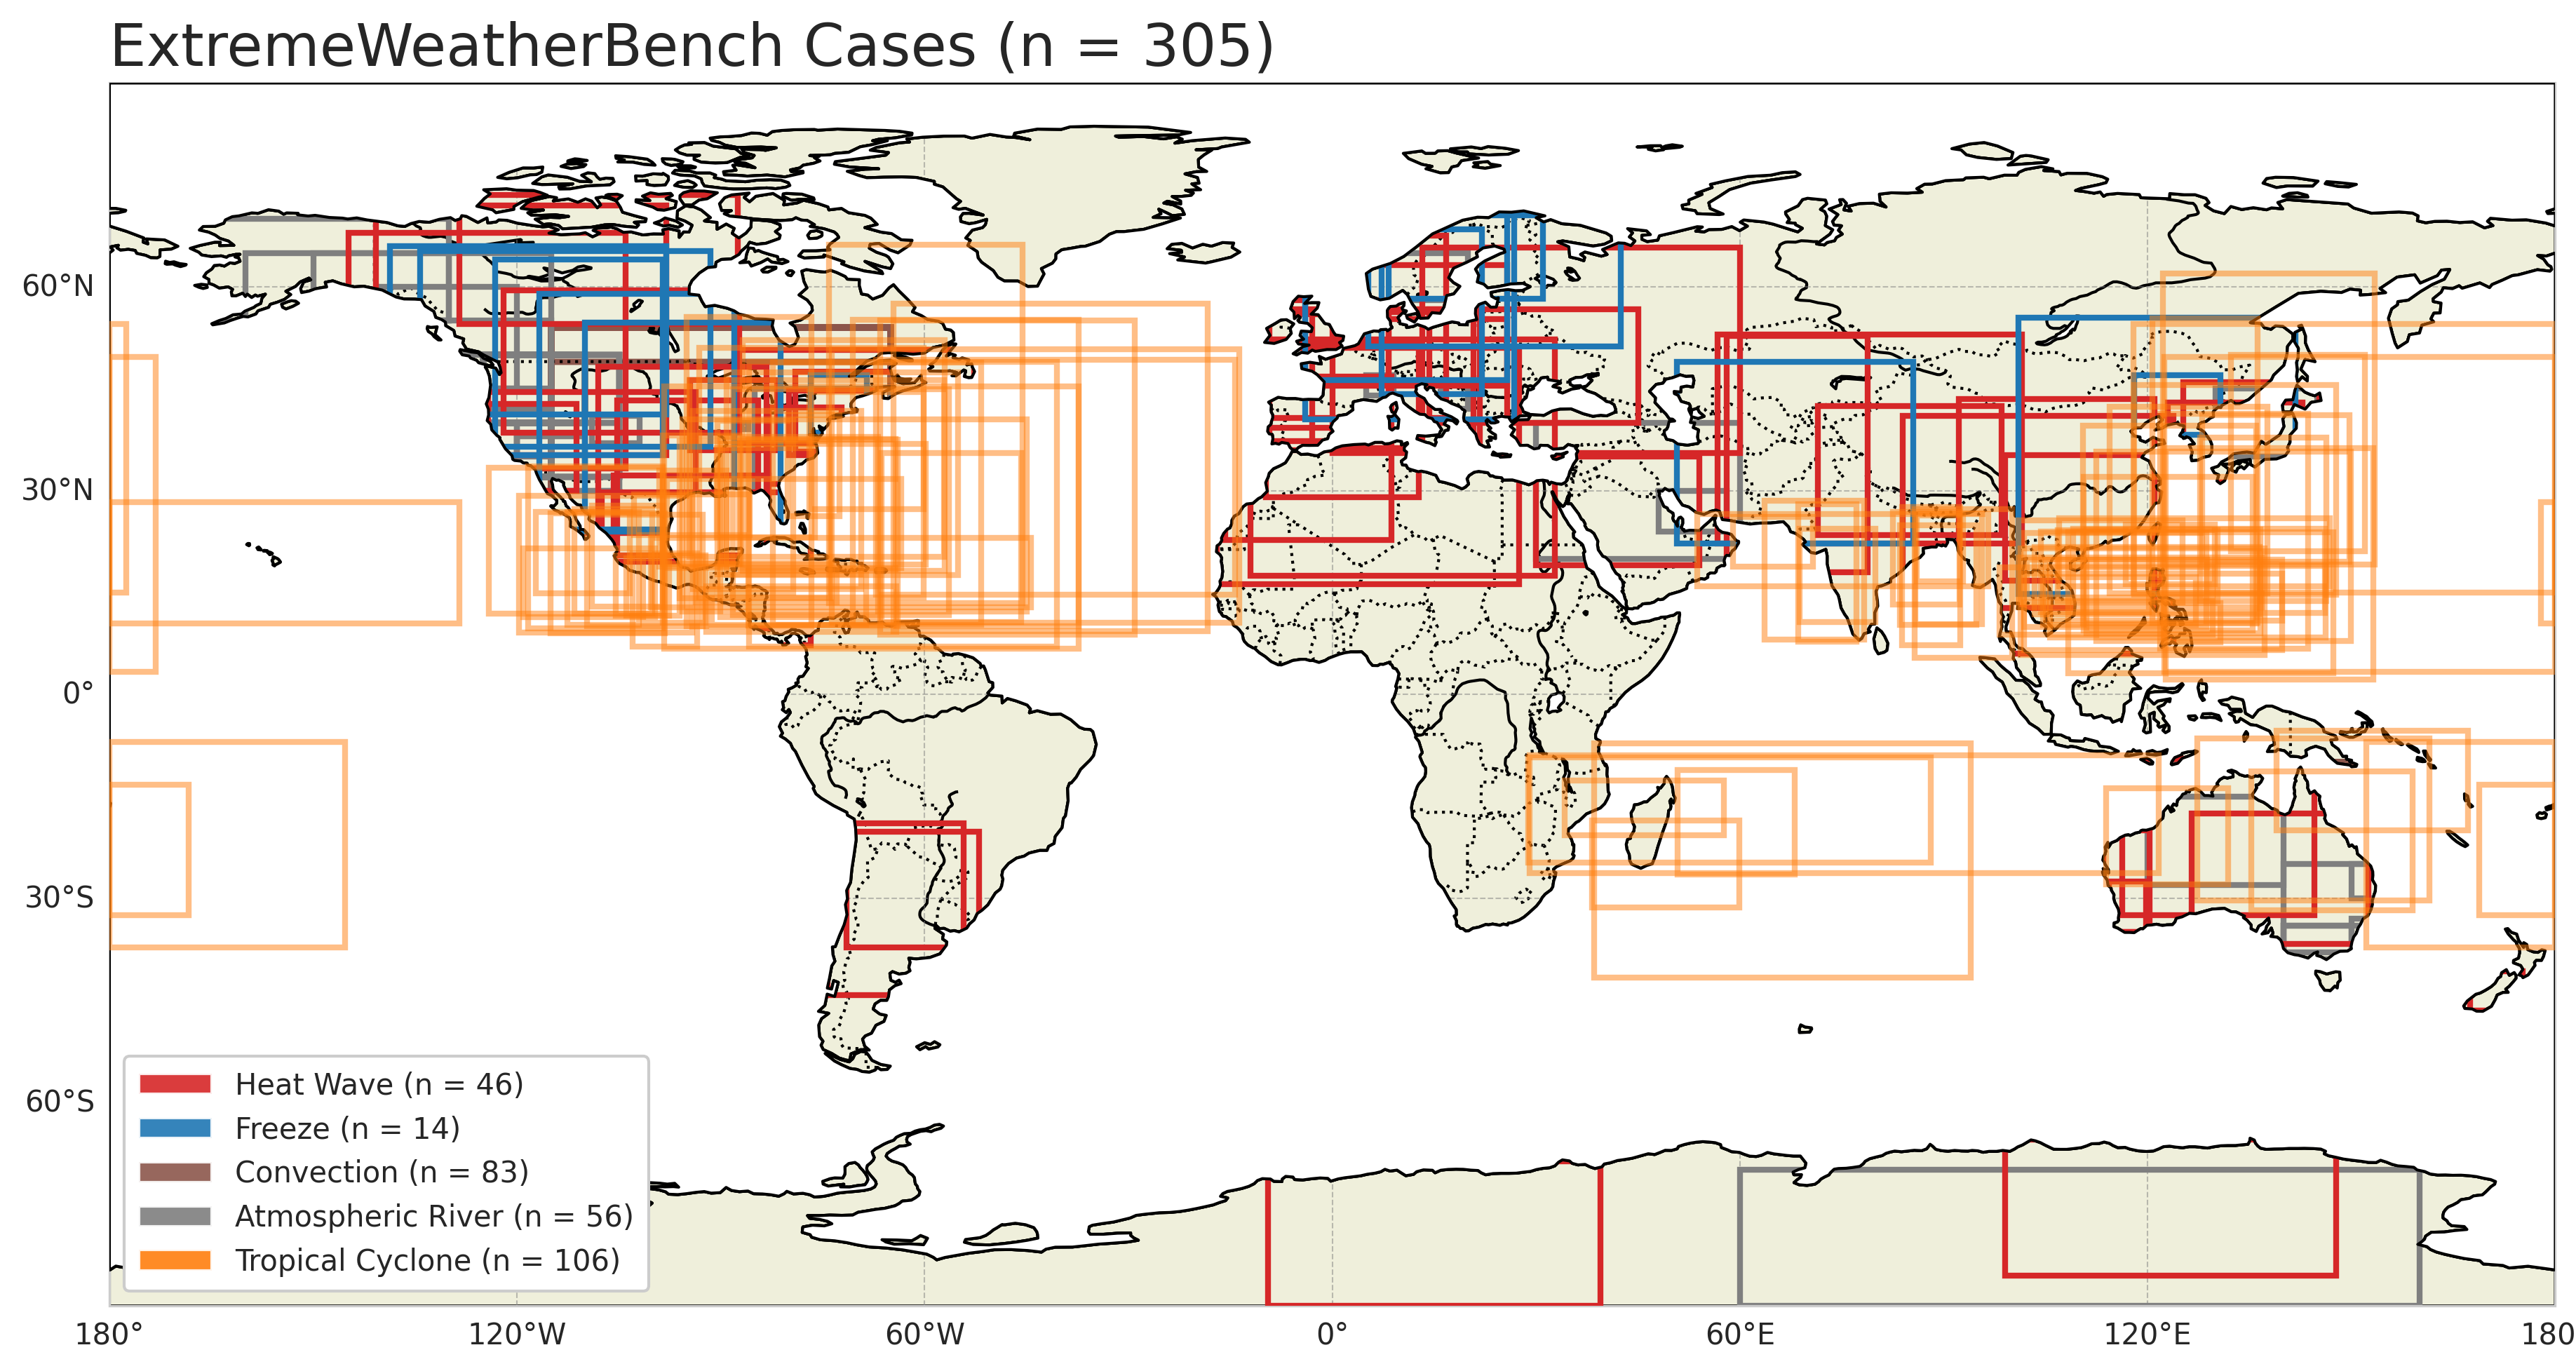 ExtremeWeatherBench Cases (n = 305)
60°N
30°N
0°
30°S
60°S
Heat Wave (n = 46)
Freeze (n = 14)
Convection (n = 83)
Atmospheric River (n = 56)
Tropical Cyclone (n = 106)
180° 120°W 60°W 0° 60°E 120°E 180